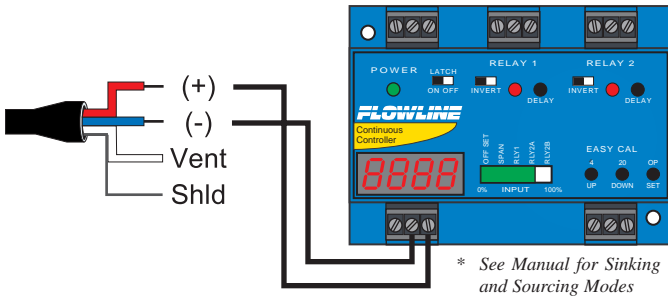 (+)
(-)
Vent
Shld
POWER
LATCH
ON OFF
RELAY 1
INVERT
DELAY
RELAY 2
INVERT
DELAY
FLOWLINE
Continuous
Controller
8888
OFF SET
SPAN
RLY1
RLY2A
RLY2B
0% INPUT 100%
EASY CAL
4 20 OP
UP DOWN SET
* See Manual for Sinking
and Sourcing Modes